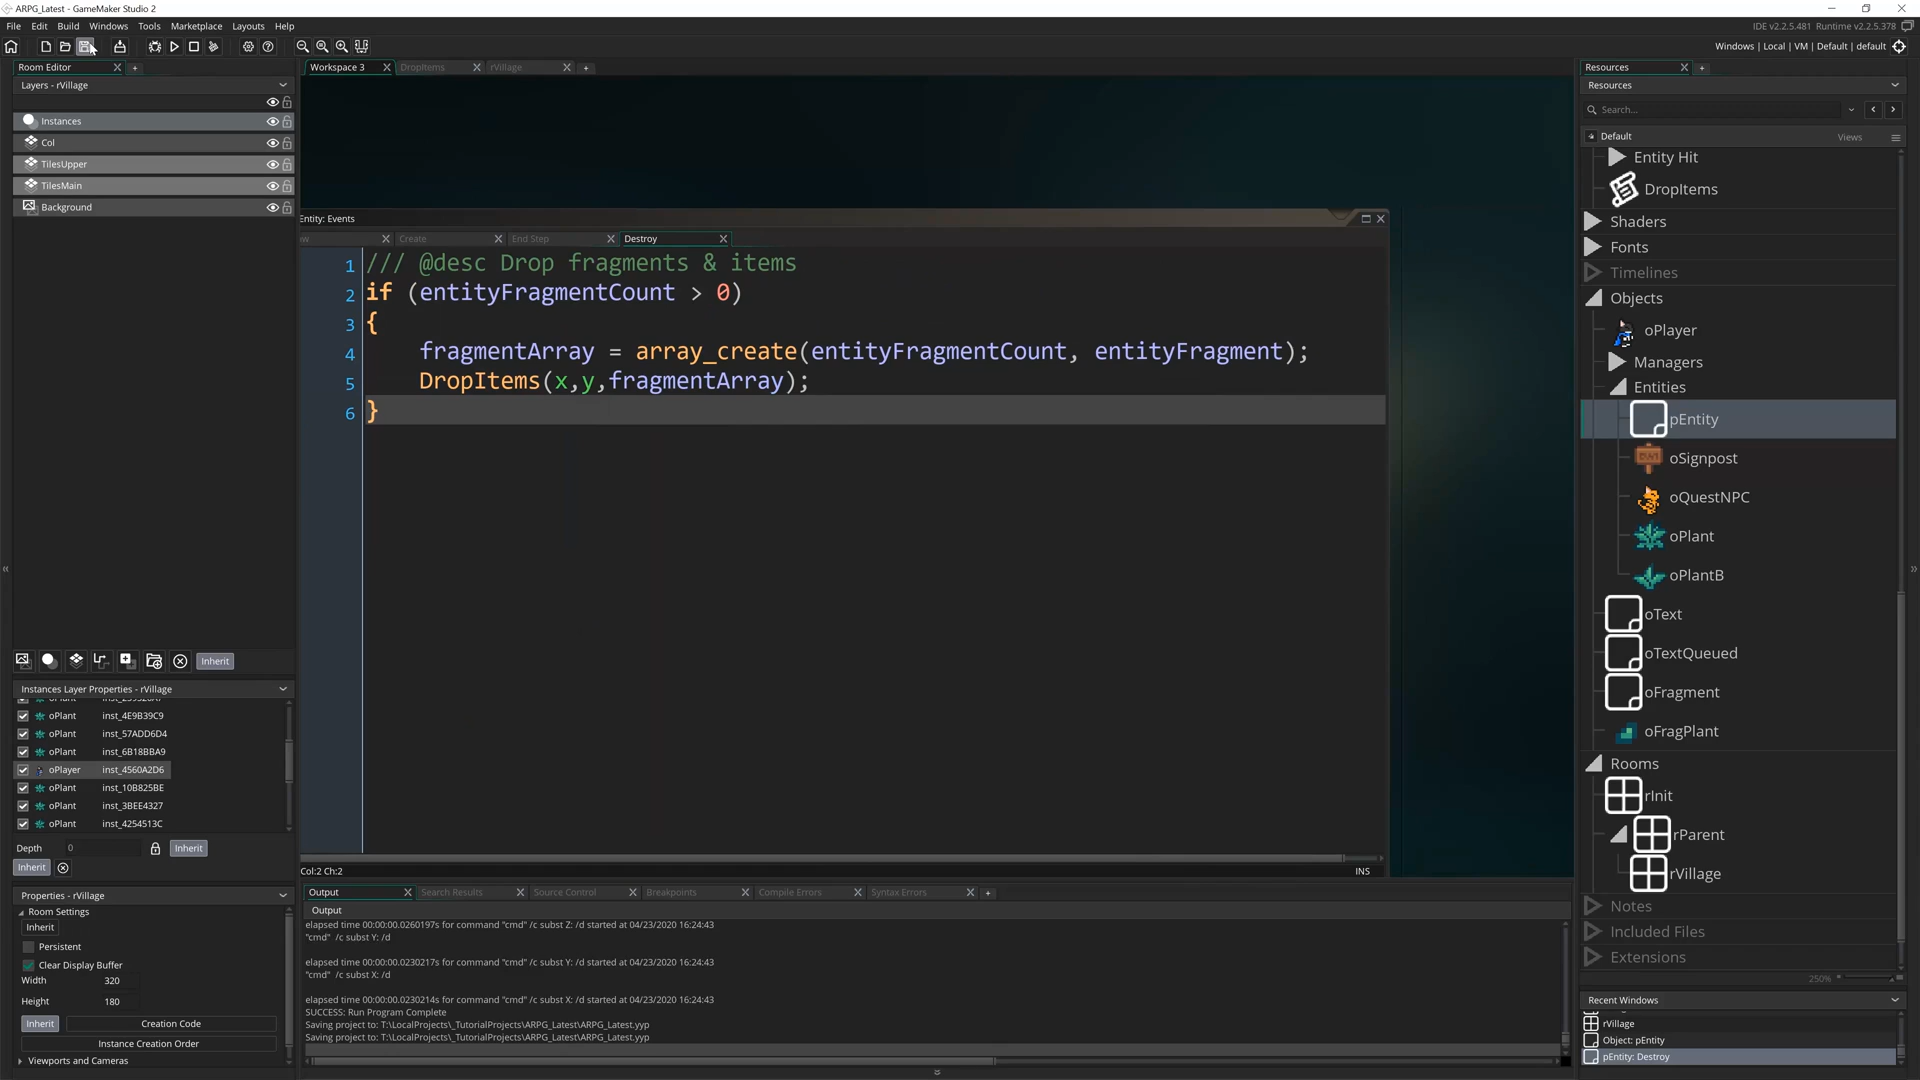 ARPG_Latest - GameMaker Studio 2
File Edit Build Windows Tools Marketplace Layouts Help
IDE v2.2.5.481 Runtime v2.2.5.378
Windows | Local | VM | Default | default
Room Editor
Layers - rVillage
Instances
Col
TilesUpper
TilesMain
Background
Inherit
Instances Layer Properties - rVillage
oPlant inst_4E9B39C9
oPlant inst_57ADD6D4
oPlant inst_6B18BBA9
oPlayer inst_4560A2D6
oPlant inst_10B825BE
oPlant inst_3BEE4327
oPlant inst_4254513C
Depth 0 Inherit
Inherit
Properties - rVillage
Room Settings
Inherit
Persistent
Clear Display Buffer
Width 320
Height 180
Inherit Creation Code
Instance Creation Order
Viewports and Cameras
Workspace 3 DropItems rVillage
Entity: Events
Create End Step Destroy
1 /// @desc Drop fragments & items
2 if (entityFragmentCount > 0)
3 {
4 fragmentArray = array_create(entityFragmentCount, entityFragment);
5 DropItems(x,y,fragmentArray);
6 }
Col:2 Ch:2 INS
Output Search Results Source Control Breakpoints Compile Errors Syntax Errors
Output
elapsed time 00:00:00.0260197s for command "cmd" /c subst Z: /d started at 04/23/2020 16:24:43
"cmd" /c subst Y: /d
elapsed time 00:00:00.0230217s for command "cmd" /c subst Y: /d started at 04/23/2020 16:24:43
"cmd" /c subst X: /d
elapsed time 00:00:00.0230214s for command "cmd" /c subst X: /d started at 04/23/2020 16:24:43
SUCCESS: Run Program Complete
Saving project to: T:\LocalProjects\_TutorialProjects\ARPG_Latest\ARPG_Latest.yyp
Saving project to: T:\LocalProjects\_TutorialProjects\ARPG_Latest\ARPG_Latest.yyp
Resources
Resources
Search...
Default Views
Entity Hit
DropItems
Shaders
Fonts
Timelines
Objects
oPlayer
Managers
Entities
pEntity
oSignpost
oQuestNPC
oPlant
oPlantB
oText
oTextQueued
oFragment
oFragPlant
Rooms
rInit
rParent
rVillage
Notes
Included Files
Extensions
250%
Recent Windows
rVillage
Object: pEntity
pEntity: Destroy